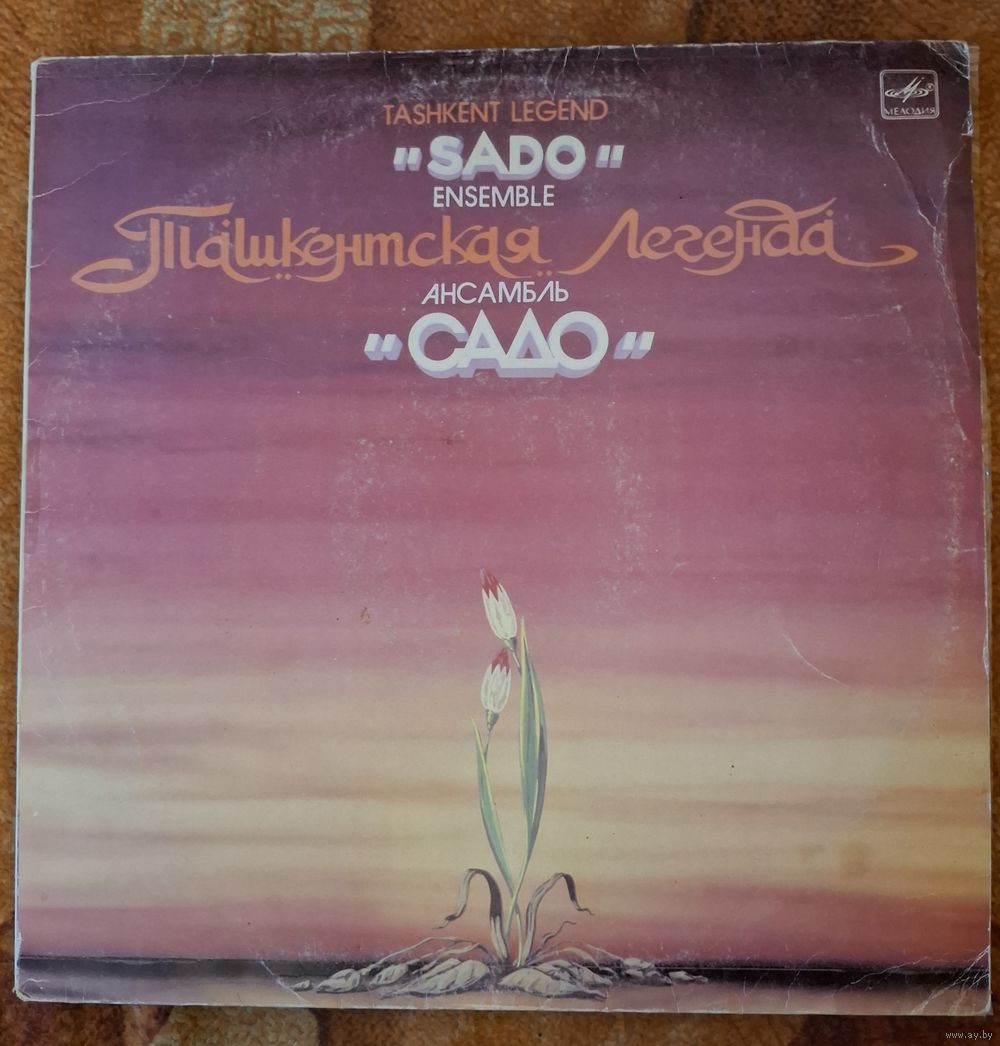 МЕЛОДИЯ
TASHKENT LEGEND
"SADO"
ENSEMBLE
Ташкентская Легенда
АНСАМБЛЬ
"САДО"
www.ay.by